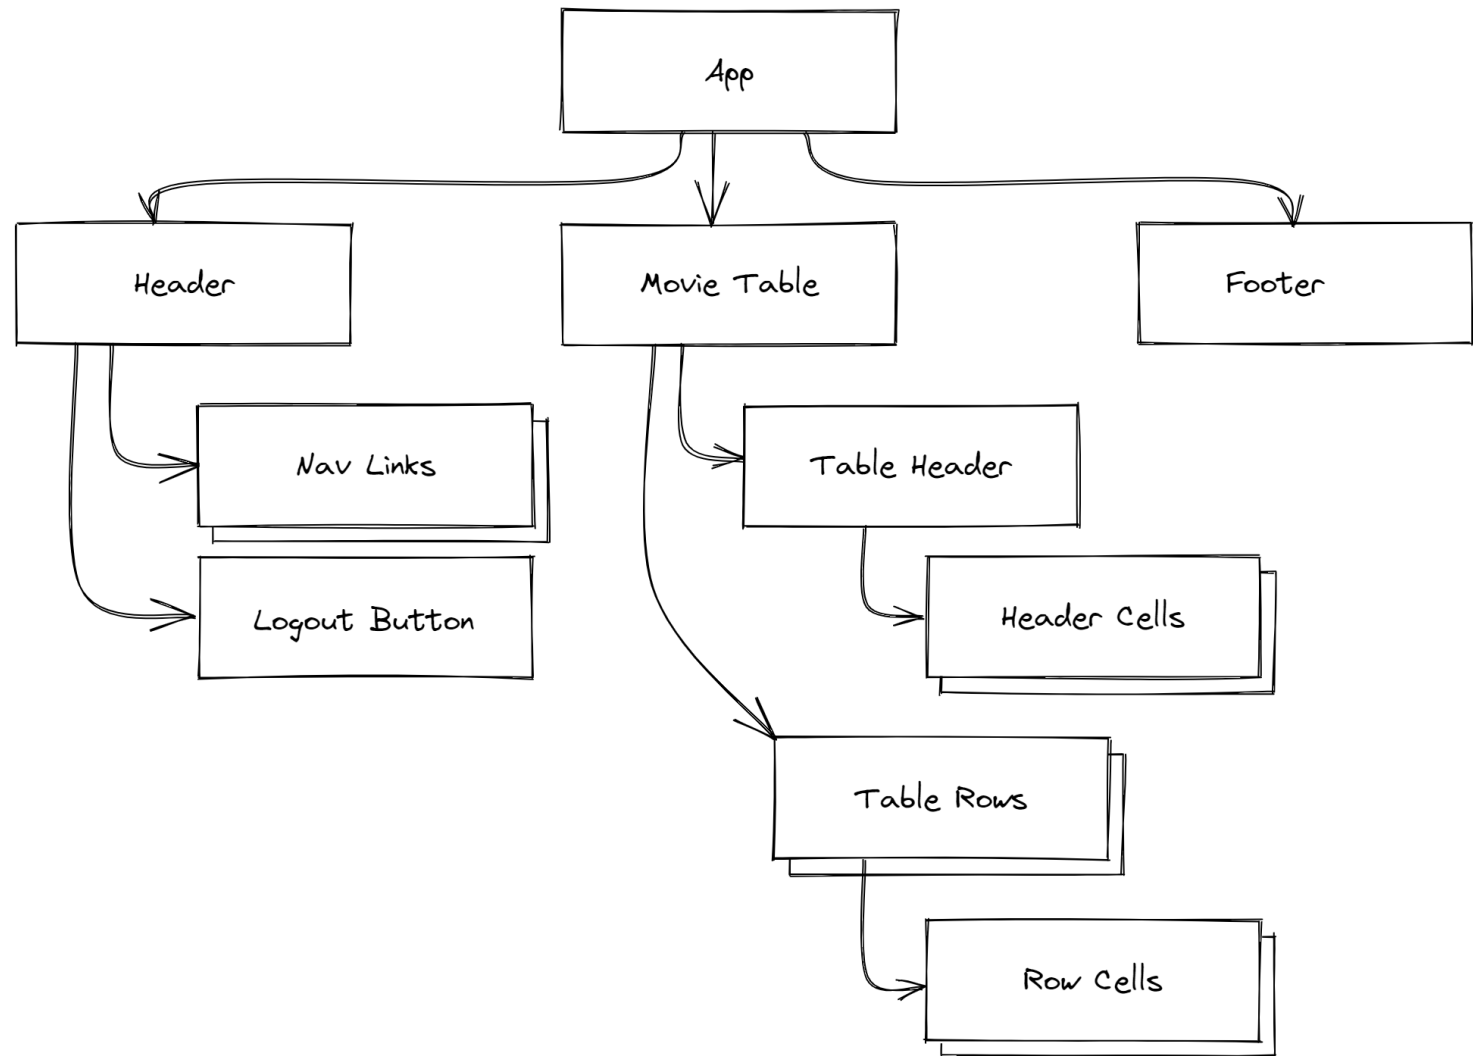 App
Header
Movie Table
Footer
Nav Links
Table Header
Logout Button
Header Cells
Table Rows
Row Cells